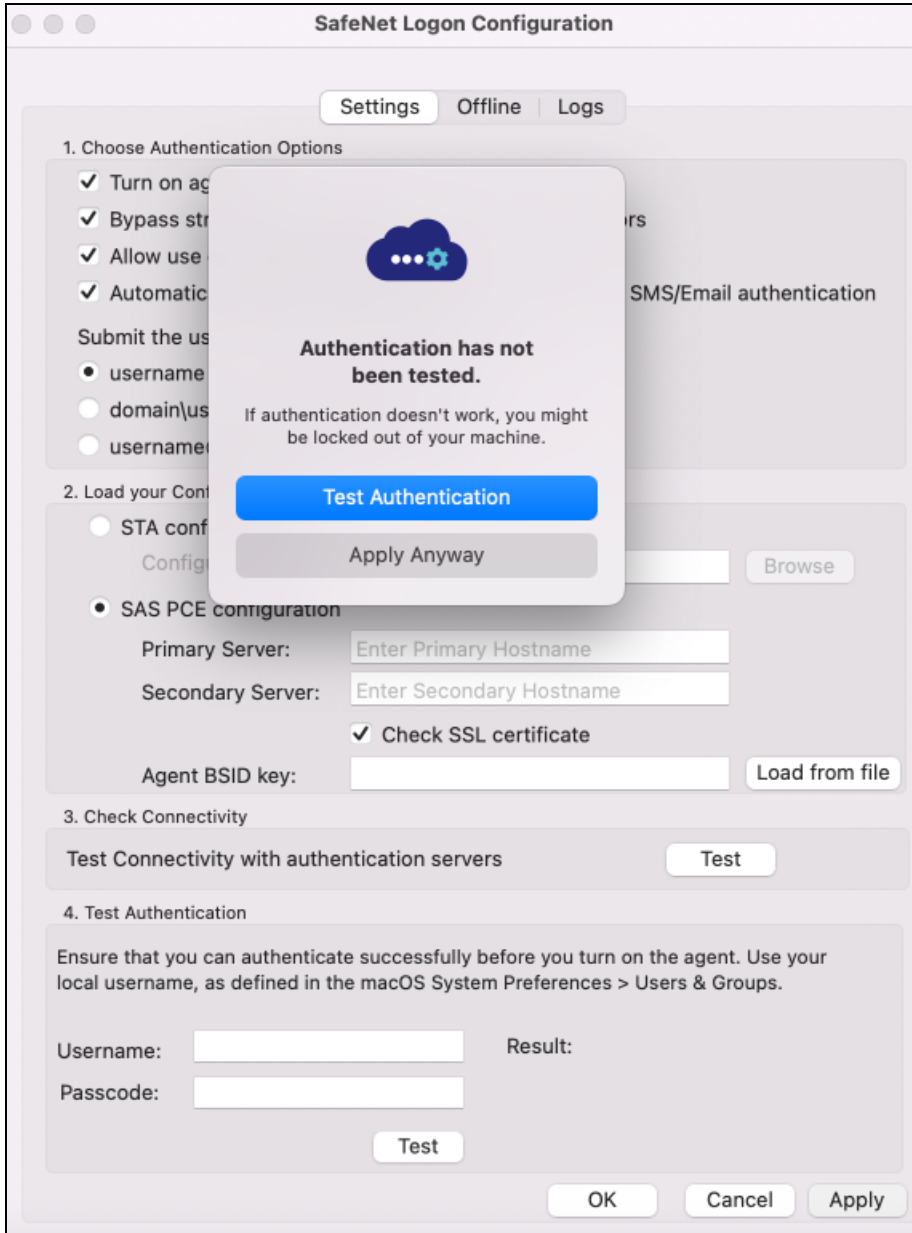 SafeNet Logon Configuration
Settings Offline Logs
1. Choose Authentication Options
Turn on ag
Bypass str rs
Allow use
Automatic SMS/Email authentication
Submit the us
username
domain\us
username
Authentication has not
been tested.
If authentication doesn't work, you might
be locked out of your machine.
Test Authentication
Apply Anyway
2. Load your Conf
STA conf
Config Browse
SAS PCE configuration
Primary Server: Enter Primary Hostname
Secondary Server: Enter Secondary Hostname
Check SSL certificate
Agent BSID key: Load from file
3. Check Connectivity
Test Connectivity with authentication servers Test
4. Test Authentication
Ensure that you can authenticate successfully before you turn on the agent. Use your
local username, as defined in the macOS System Preferences > Users & Groups.
Username: Result:
Passcode:
Test
OK Cancel Apply